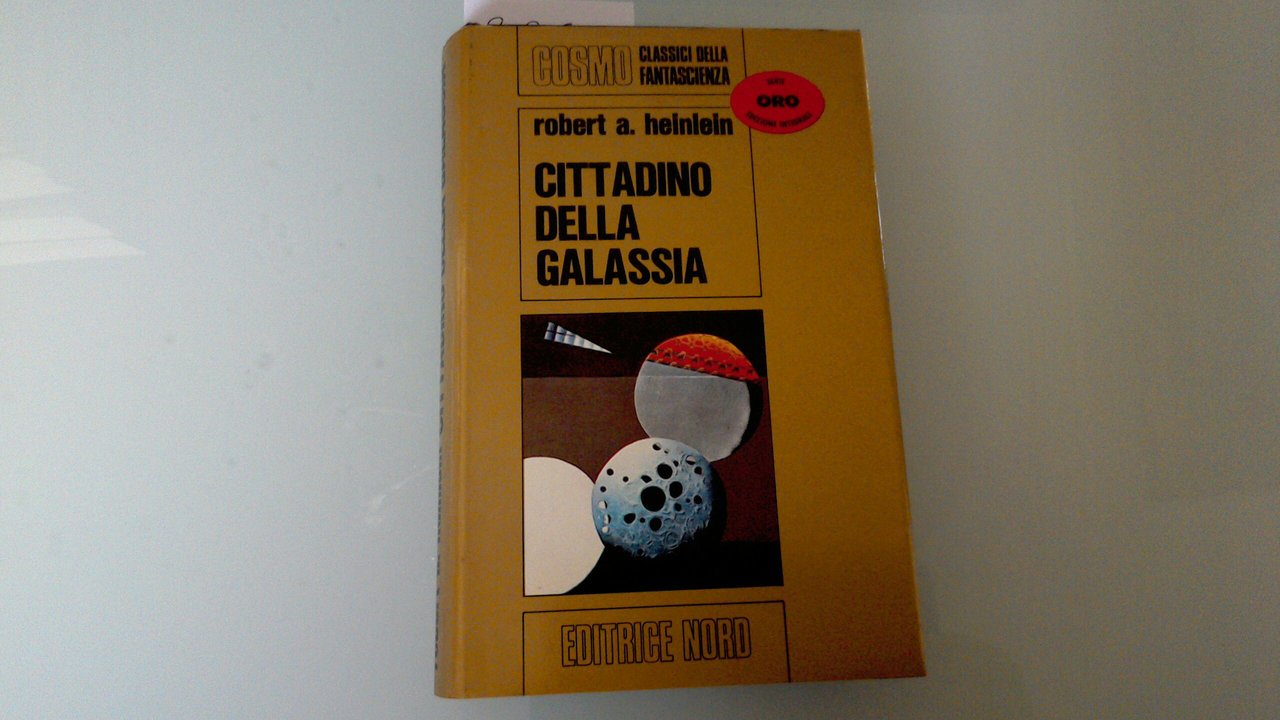 COSMO
CLASSICI DELLA
FANTASCIENZA
ORO
robert a. heinlein
CITTADINO
DELLA
GALASSIA
EDITRICE NORD